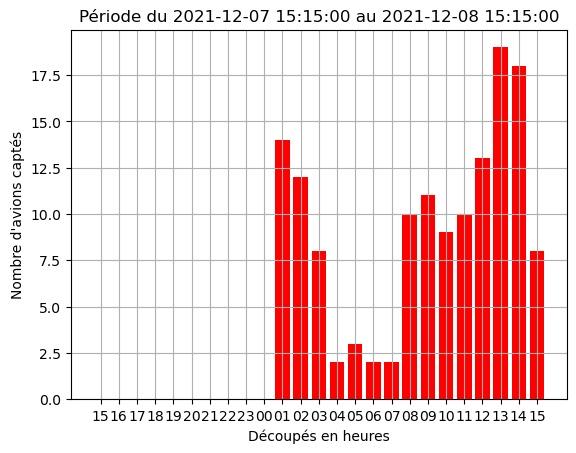 Période du 2021-12-07 15:15:00 au 2021-12-08 15:15:00
17.5
15.0
12.5
10.0
7.5
5.0
2.5
0.0
Nombre d'avions captés
15 16 17 18 19 20 21 22 23 00 01 02 03 04 05 06 07 08 09 10 11 12 13 14 15
Découpés en heures